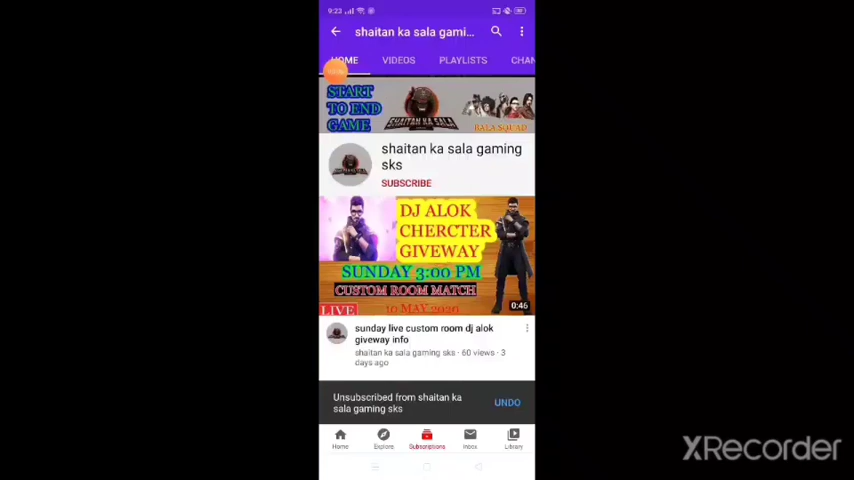 9:23
shaitan ka sala gami...
HOME VIDEOS PLAYLISTS CHAN
START
TO END
GAME
SHAITAN KA SALA
BALA SQUAD
shaitan ka sala gaming
sks
SUBSCRIBE
DJ ALOK
CHERCTER
GIVEWAY
SUNDAY 3:00 PM
CUSTOM ROOM MATCH
LIVE
10 MAY 2020
0:46
sunday live custom room dj alok
giveway info
shaitan ka sala gaming sks · 60 views · 3
days ago
Unsubscribed from shaitan ka
sala gaming sks
UNDO
Home Explore Subscriptions Inbox Library
XRecorder